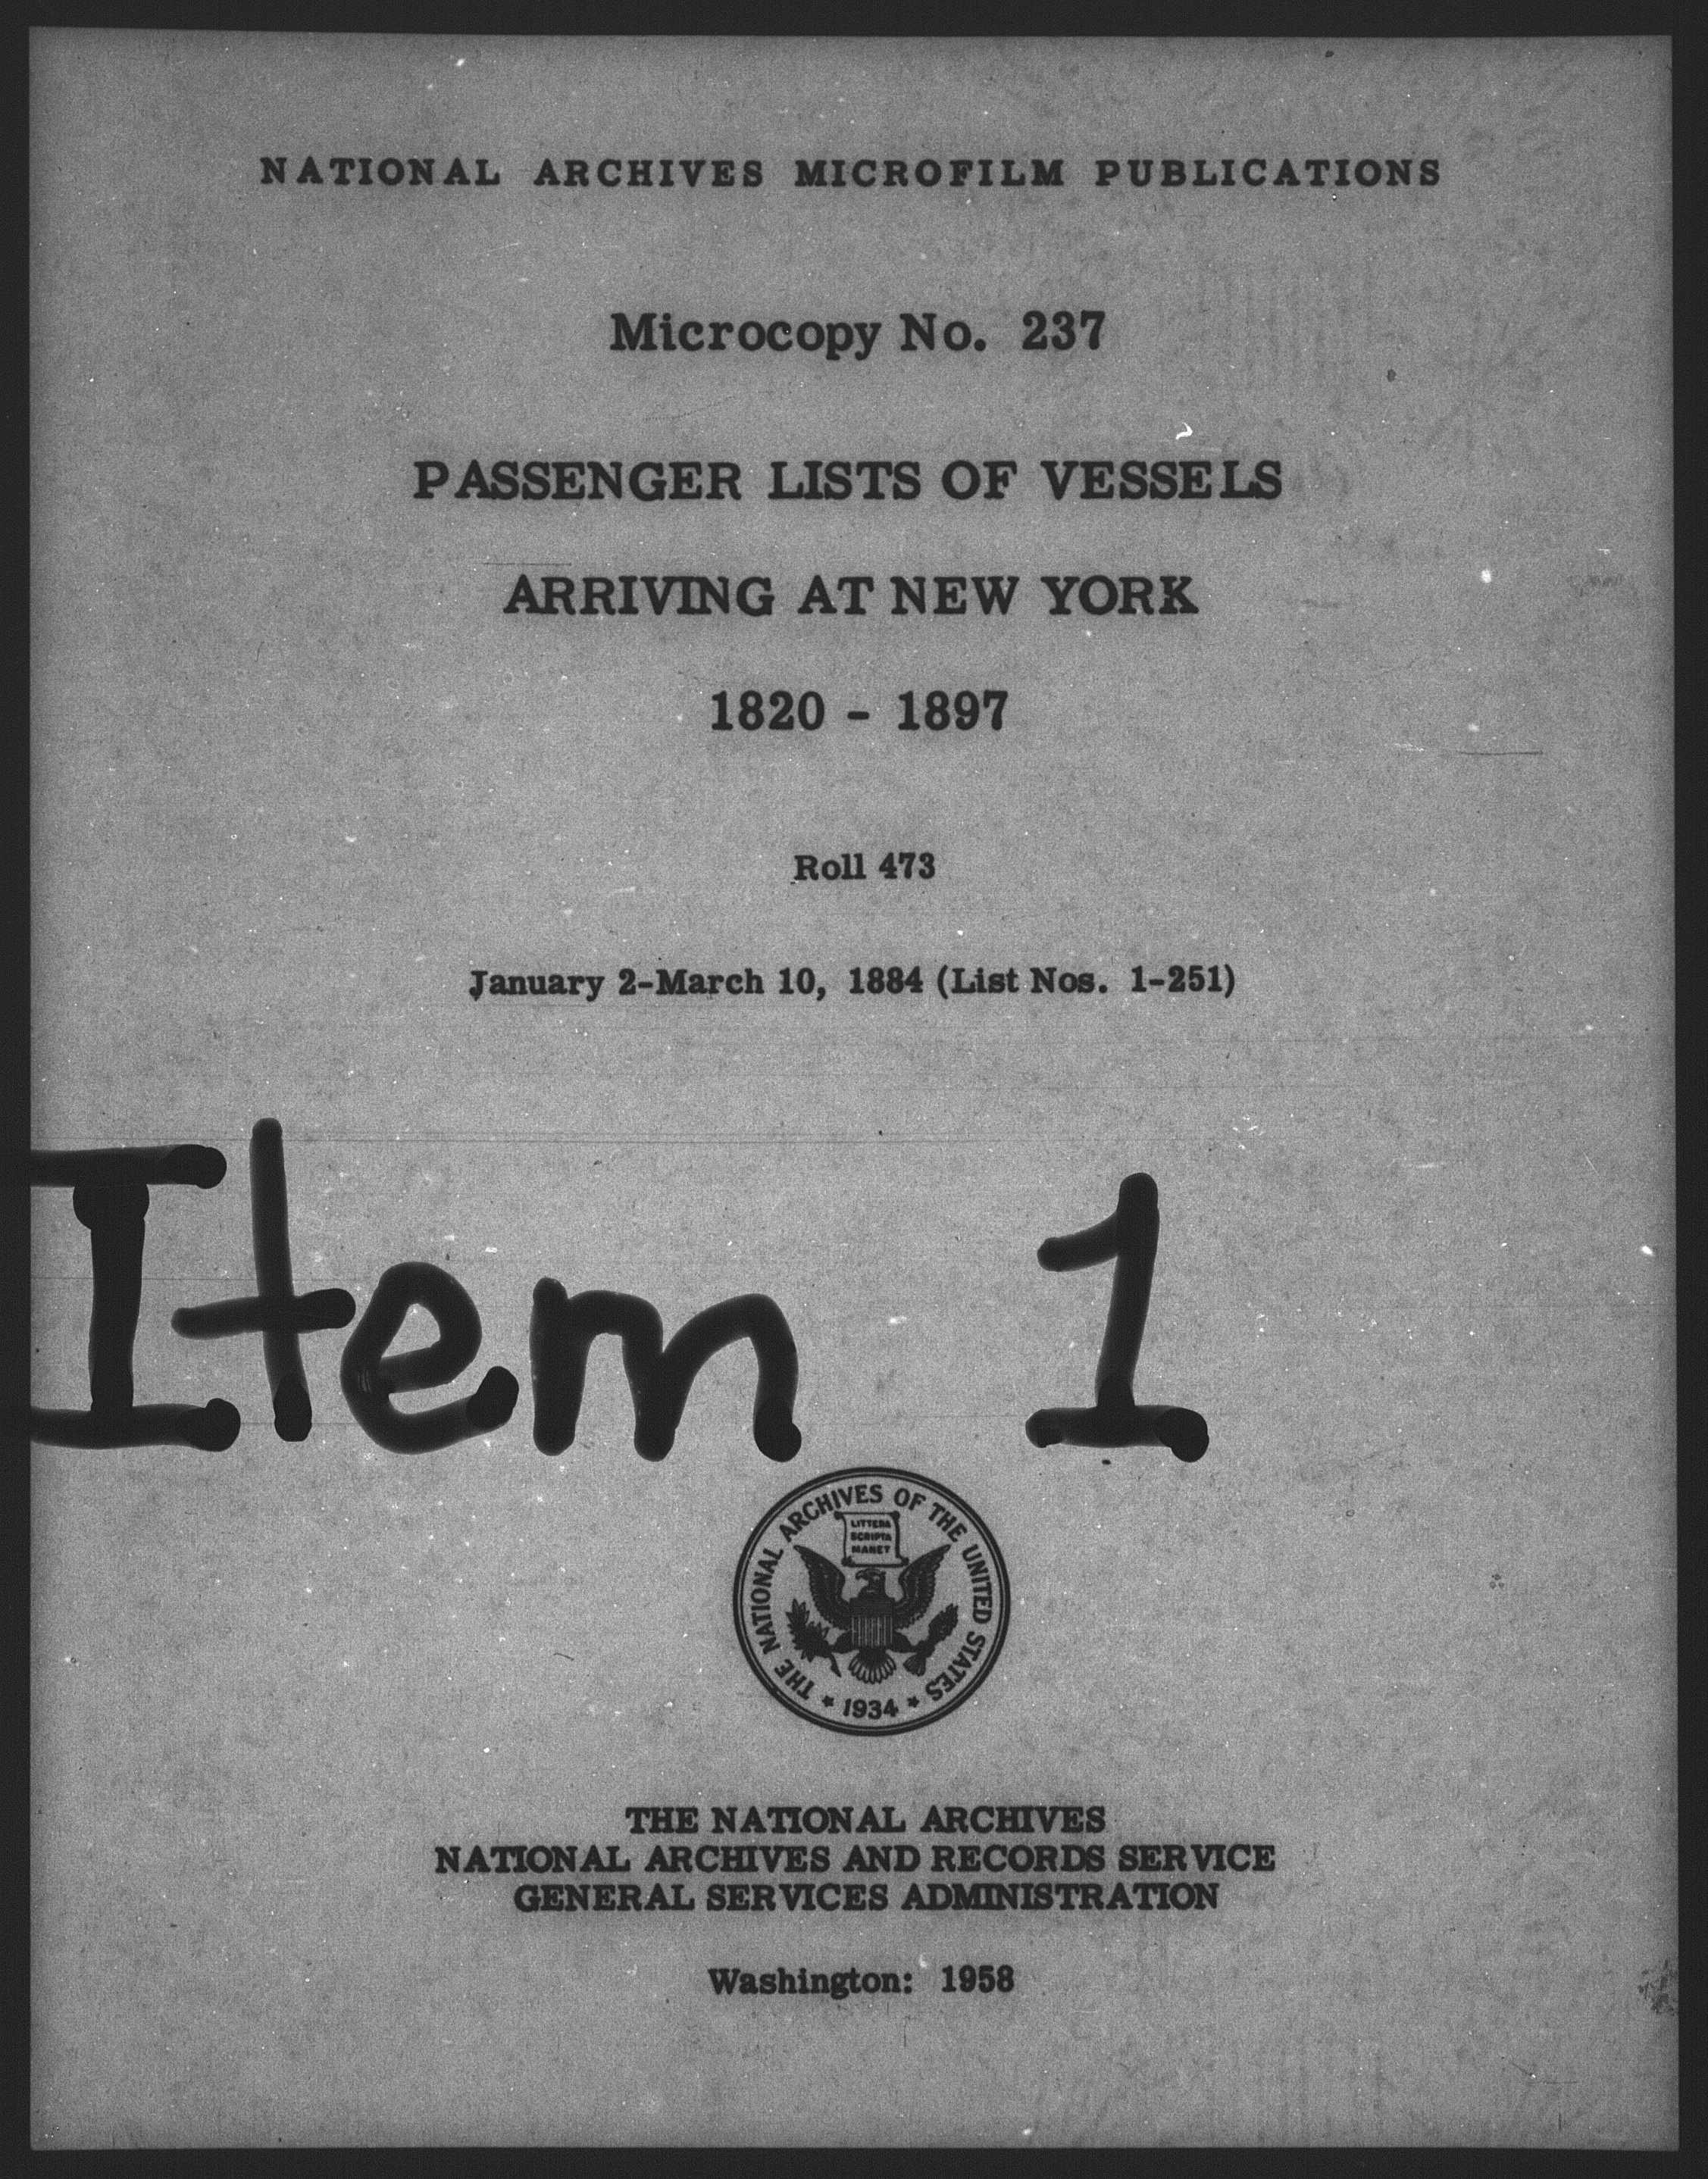 NATIONAL ARCHIVES MICROFILM PUBLICATIONS
Microcopy No. 237
PASSENGER LISTS OF VESSELS
ARRIVING AT NEW YORK
1820 - 1897
Roll 473
January 2-March 10, 1884 (List Nos. 1-251)
Item 1
THE NATIONAL ARCHIVES OF THE UNITED STATES
LITTERA
SCRIPTA
MANET
★ 1934 ★
THE NATIONAL ARCHIVES
NATIONAL ARCHIVES AND RECORDS SERVICE
GENERAL SERVICES ADMINISTRATION
Washington: 1958